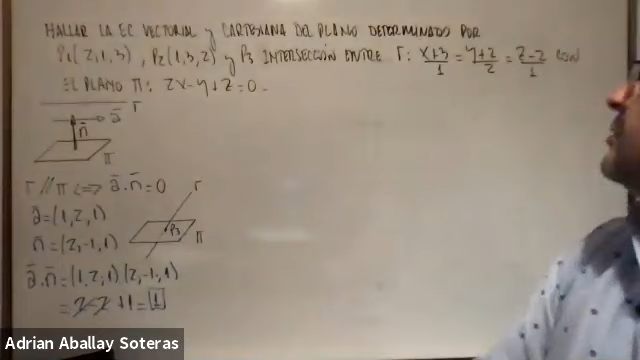 HALLAR LA EC VECTORIAL y CARTESIANA DEL PLANO DETERMINADO POR
P1(2,1,3), P2(1,3,2) y P3 INTERSECCIÓN ENTRE Γ: x+3/1 = y+2/2 = z-2/1 CON
EL PLANO Π: 2x-y+z=0.
Γ
ā
n̄
Π
Γ // Π <=> ā.n̄=0
ā=(1,2,1)
n̄=(2,-1,1)
ā.n̄=(1,2,1)(2,-1,1)
=2-2+1=1
Γ
P3
Π
Adrian Aballay Soteras